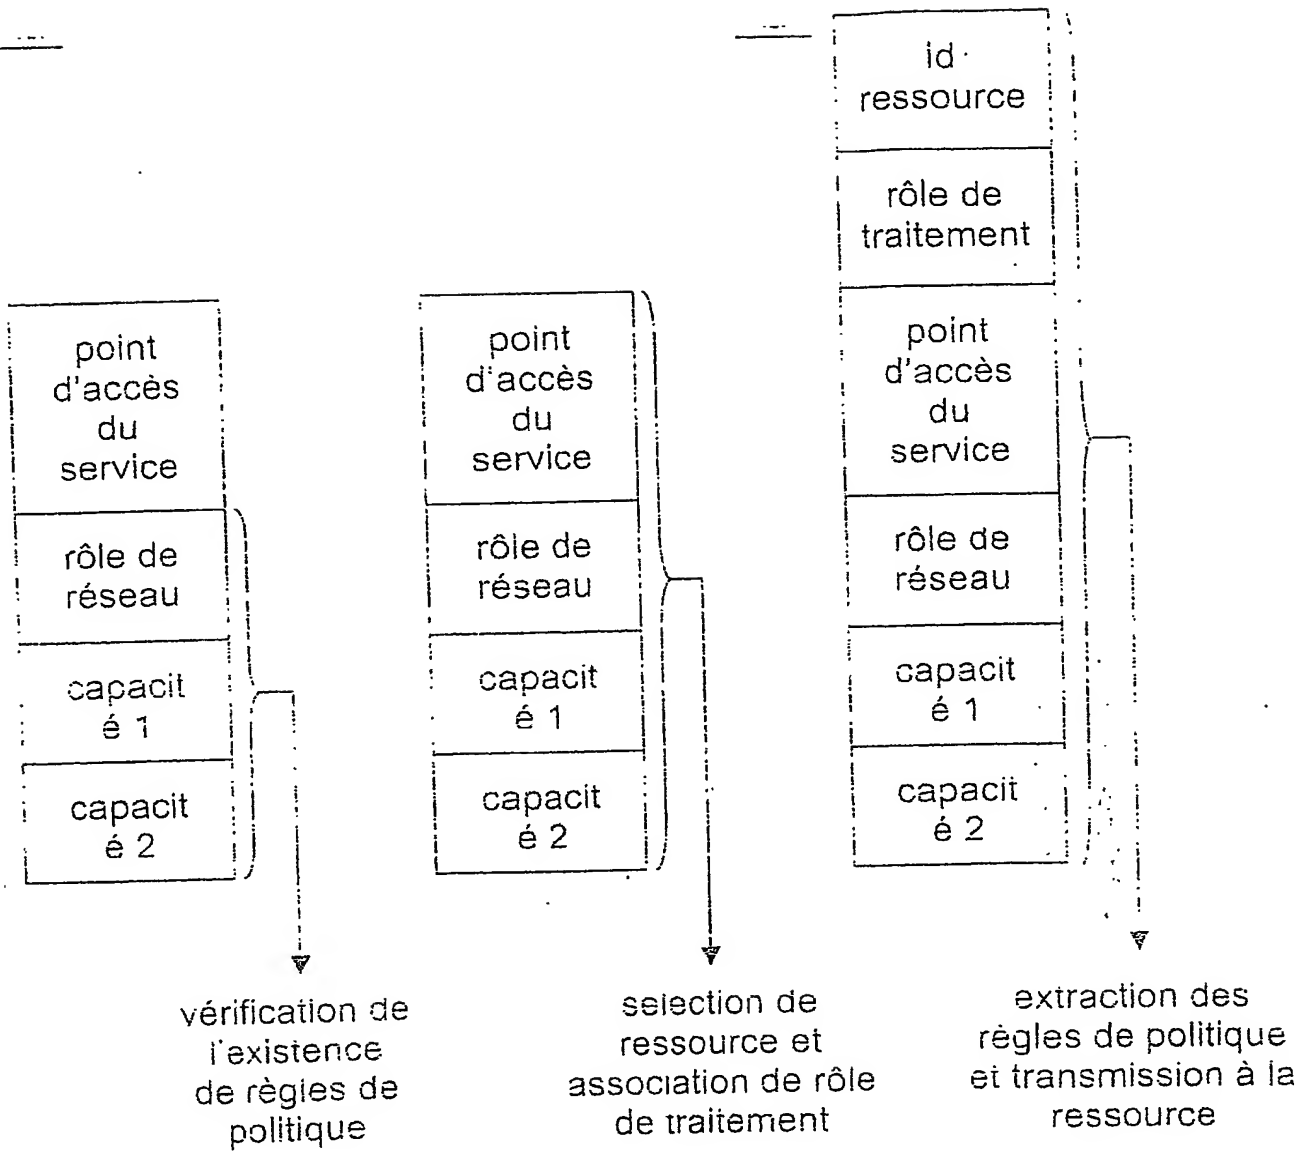 point
d'accès
du
service
rôle de
réseau
capacit
é 1
capacit
é 2
vérification de
l'existence
de règles de
politique
point
d'accès
du
service
rôle de
réseau
capacit
é 1
capacit
é 2
selection de
ressource et
association de rôle
de traitement
id
ressource
rôle de
traitement
point
d'accès
du
service
rôle de
réseau
capacit
é 1
capacit
é 2
extraction des
règles de politique
et transmission à la
ressource